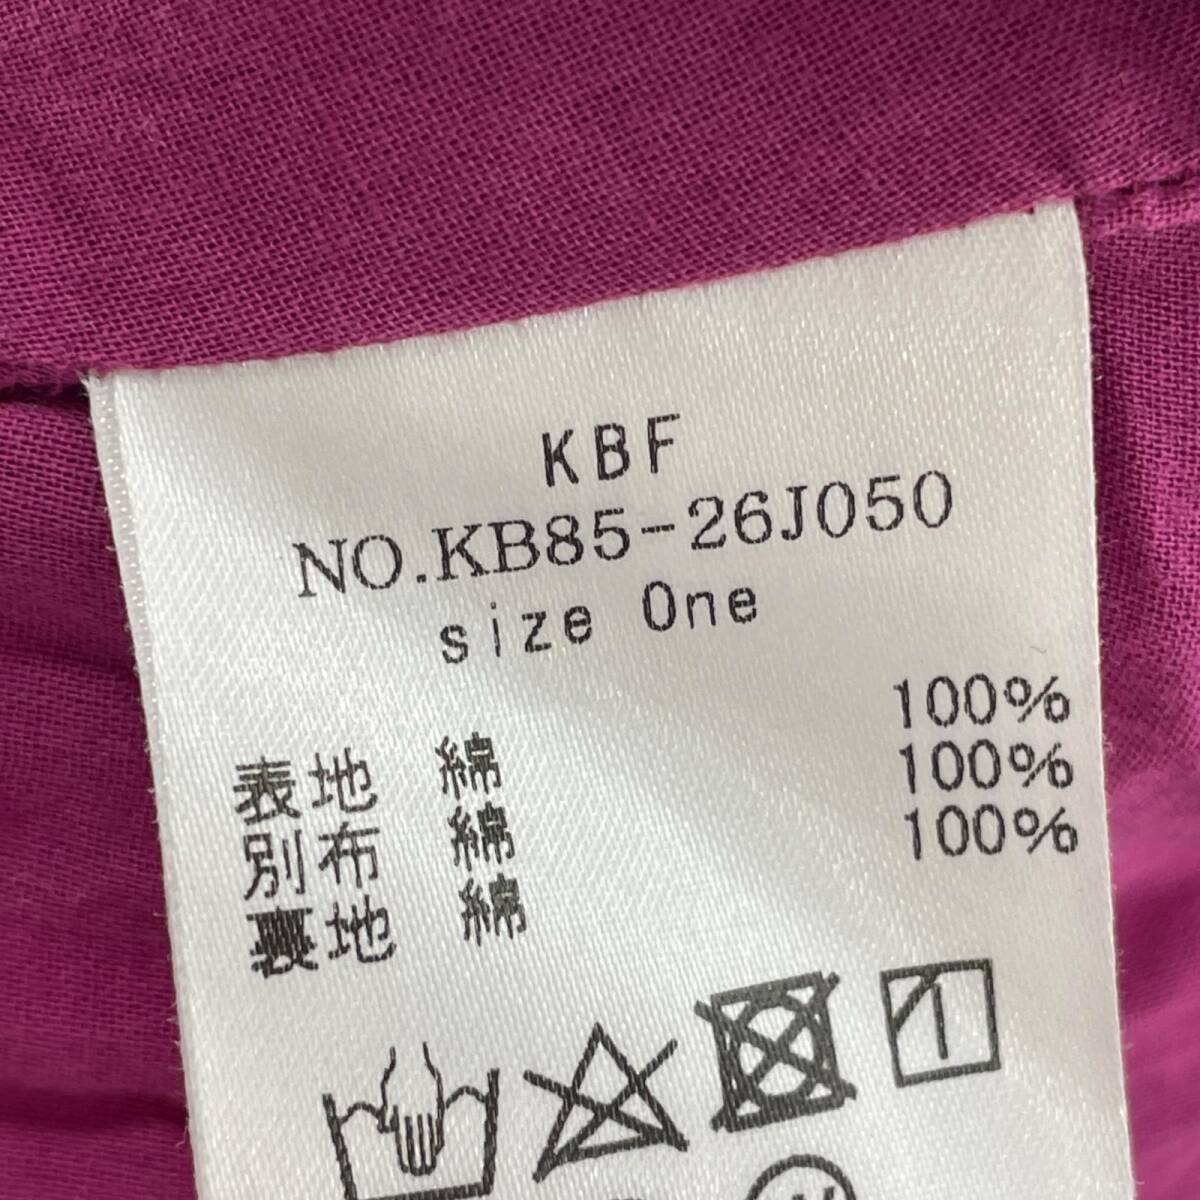 KBF
NO.KB85-26J050
size One
表地 綿 100%
別布 綿 100%
裏地 綿 100%